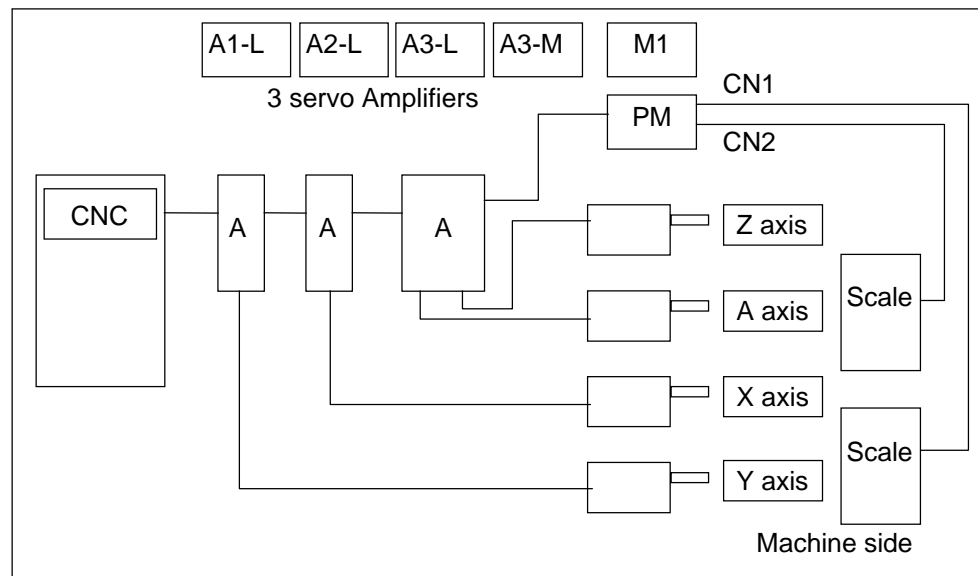 A1-L A2-L A3-L A3-M M1
3 servo Amplifiers
CN1
PM
CN2
CNC
A A A
Z axis
Scale
A axis
X axis
Scale
Y axis
Machine side